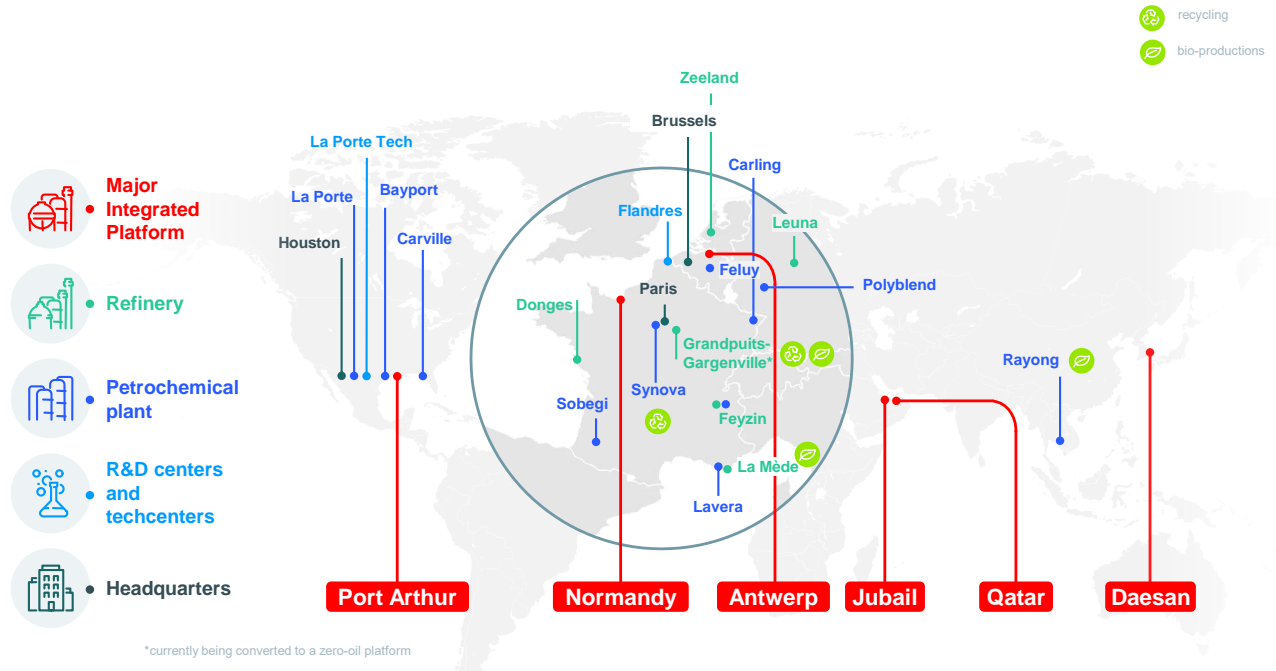 recycling
bio-productions
Major
Integrated
Platform
Refinery
Petrochemical
plant
R&D centers
and
techcenters
Headquarters
La Porte Tech
La Porte
Bayport
Houston
Carville
Zeeland
Brussels
Carling
Flandres
Leuna
Feluy
Polyblend
Paris
Donges
Grandpuits-
Gargenville*
Synova
Sobegi
Feyzin
La Mède
Lavera
Rayong
Port Arthur
Normandy
Antwerp
Jubail
Qatar
Daesan
*currently being converted to a zero-oil platform